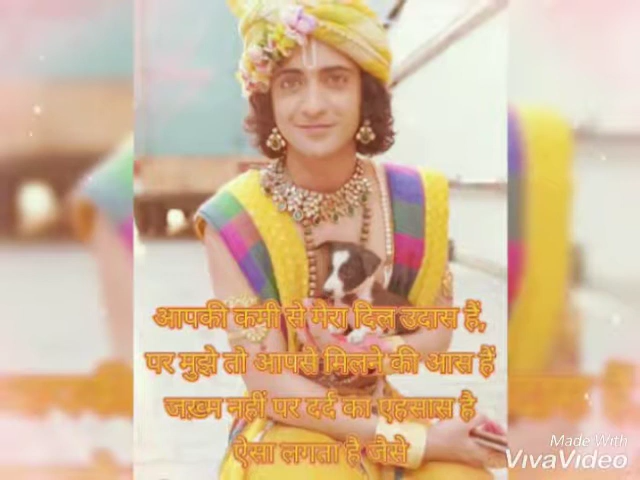 आपकी कमी से मेरा दिल उदास हैं,
पर मुझे तो आपसे मिलने की आस हैं
जख़्म नहीं पर दर्द का एहसास है
ऐसा लगता है जैसे
Made With
VivaVideo